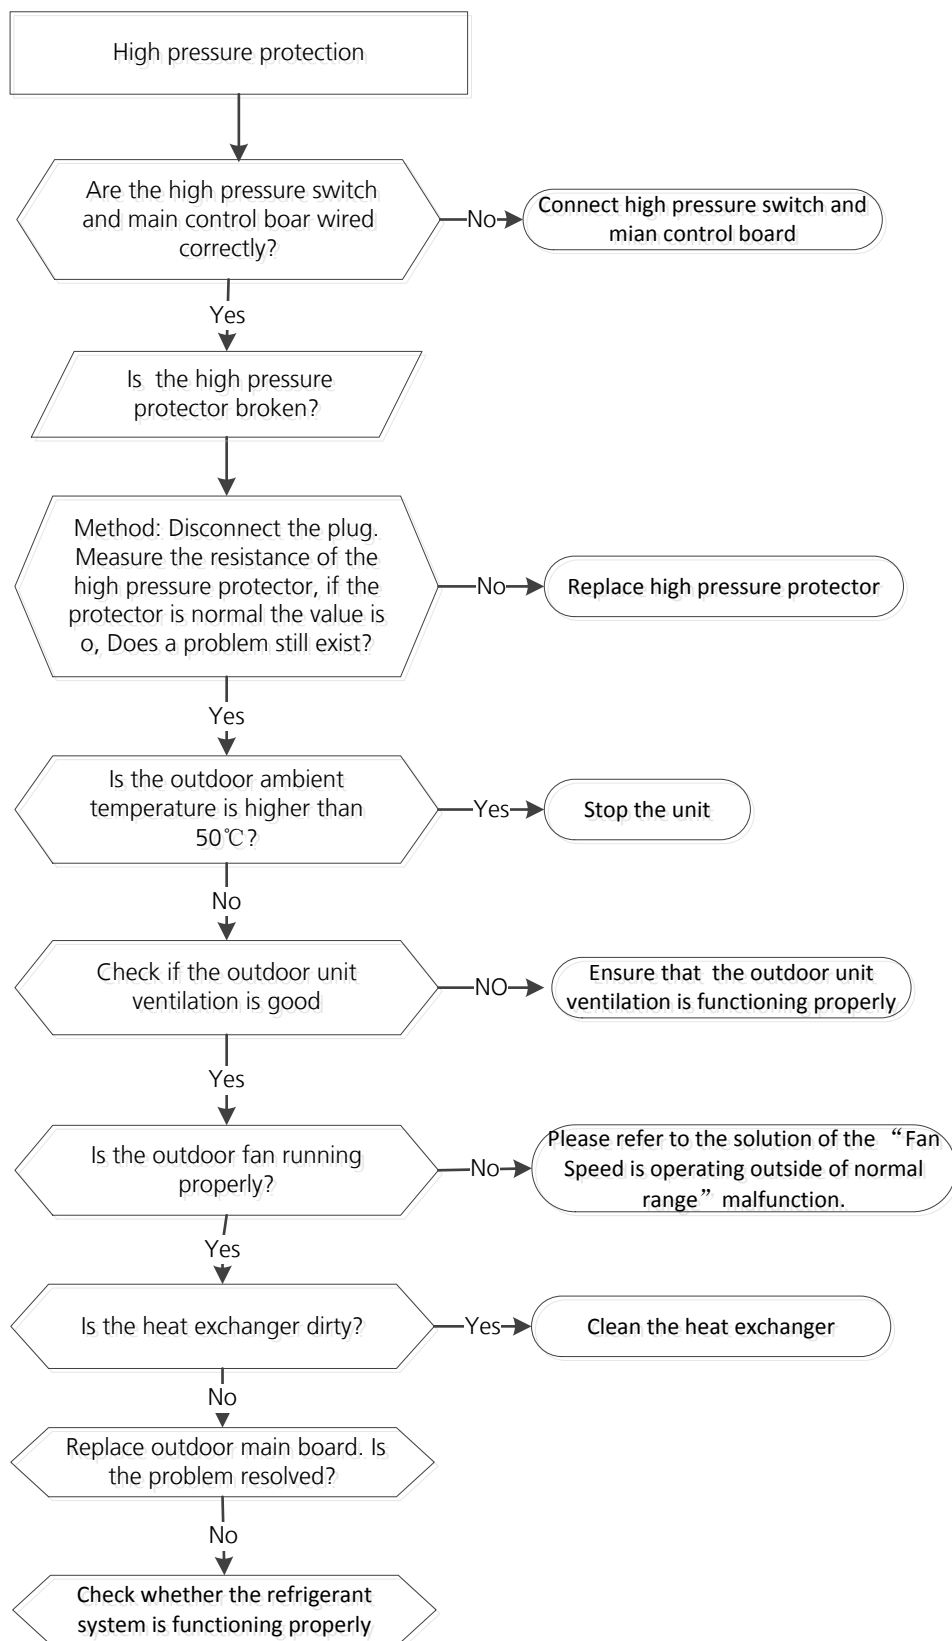 High pressure protection
Are the high pressure switch
and main control boar wired
correctly?
No
Connect high pressure switch and
mian control board
Yes
Is the high pressure
protector broken?
Method: Disconnect the plug.
Measure the resistance of the
high pressure protector, if the
protector is normal the value is
o, Does a problem still exist?
No
Replace high pressure protector
Yes
Is the outdoor ambient
temperature is higher than
50℃?
Yes
Stop the unit
No
Check if the outdoor unit
ventilation is good
NO
Ensure that the outdoor unit
ventilation is functioning properly
Yes
Is the outdoor fan running
properly?
No
Please refer to the solution of the “Fan
Speed is operating outside of normal
range” malfunction.
Yes
Is the heat exchanger dirty?
Yes
Clean the heat exchanger
No
Replace outdoor main board. Is
the problem resolved?
No
Check whether the refrigerant
system is functioning properly